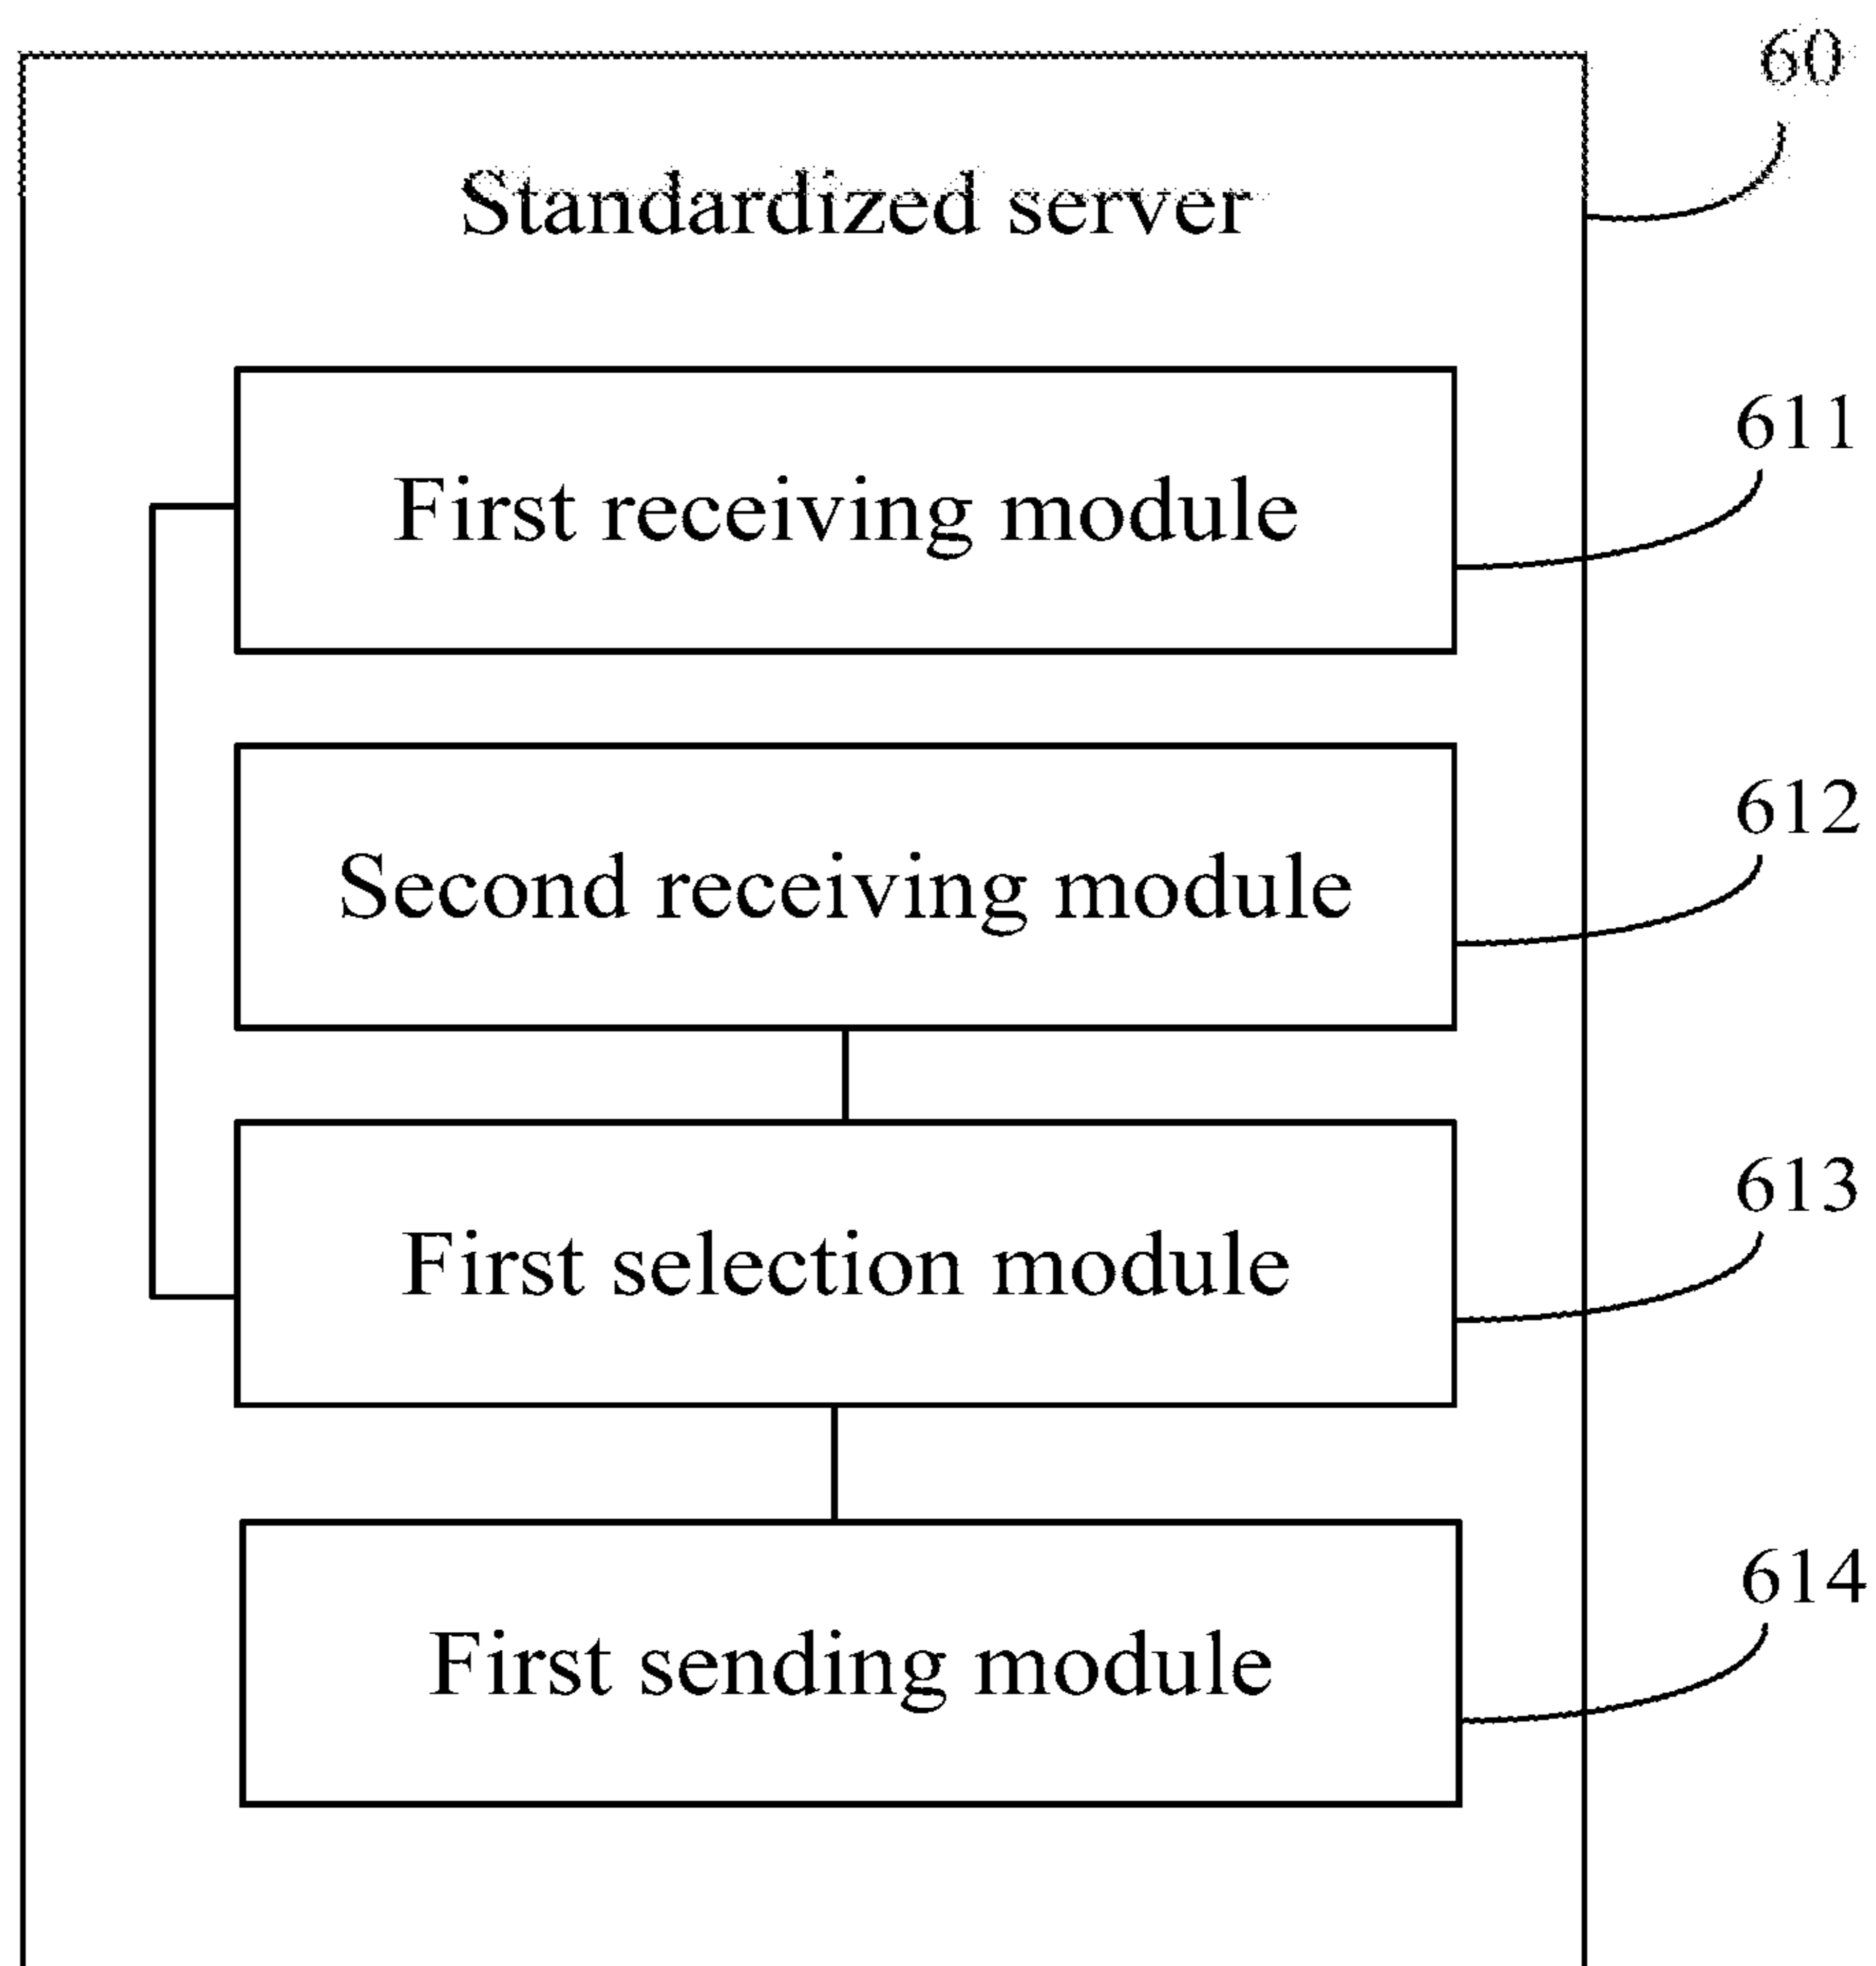 60
Standardized server
611
First receiving module
612
Second receiving module
613
First selection module
614
First sending module